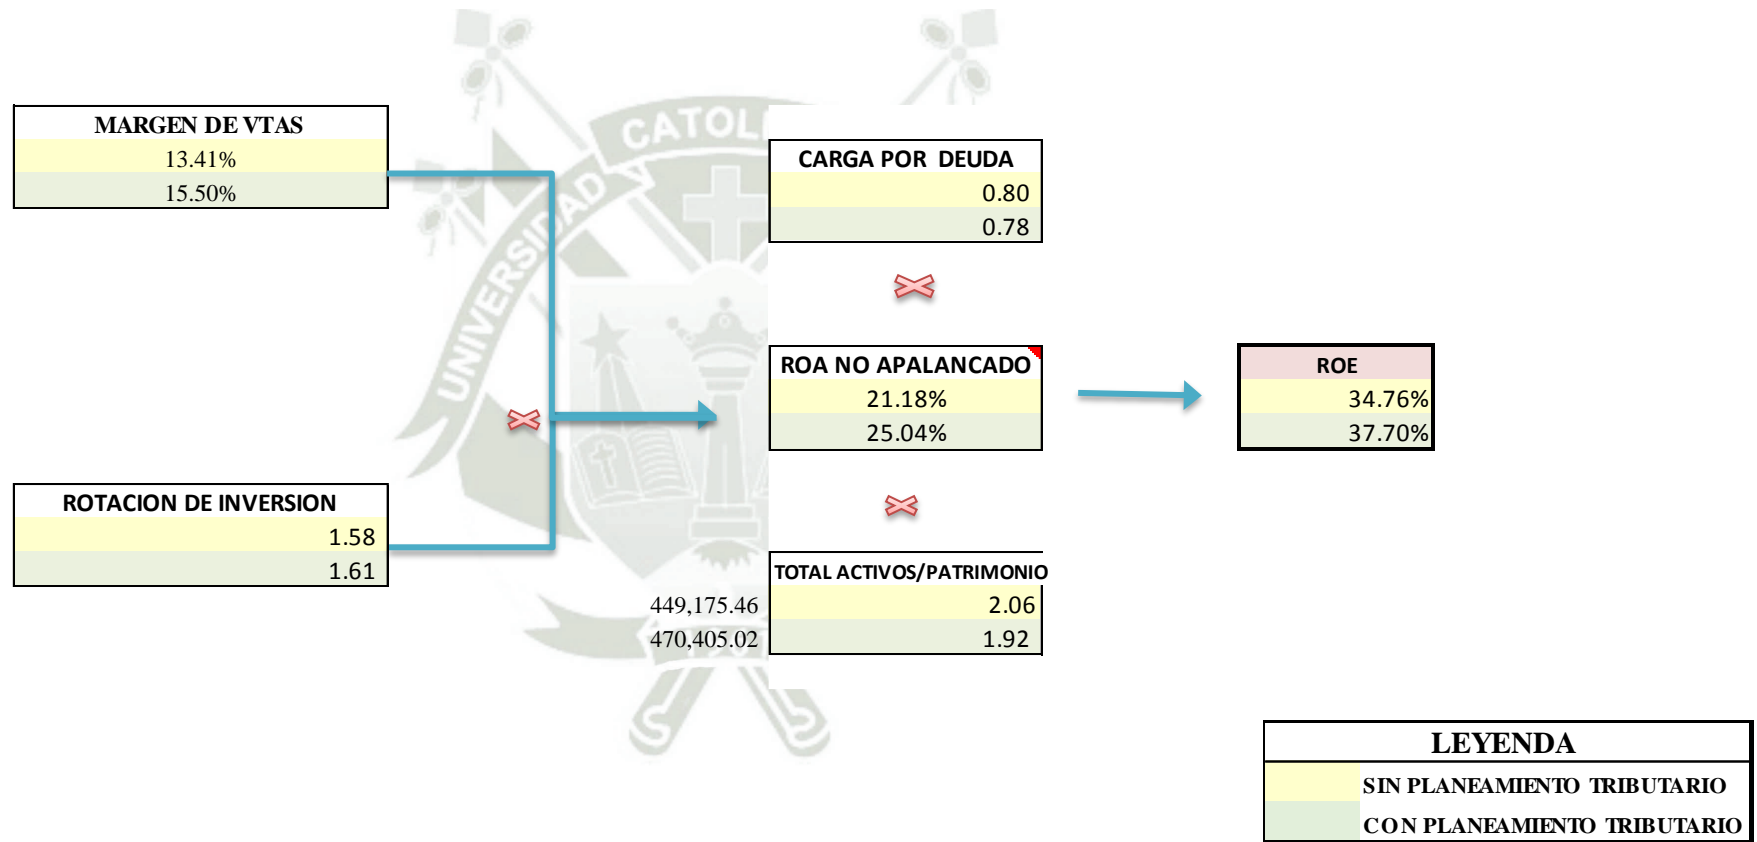 MARGEN DE VTAS
13.41%
15.50%
ROTACION DE INVERSION
1.58
1.61
CARGA POR DEUDA
0.80
0.78
ROA NO APALANCADO
21.18%
25.04%
TOTAL ACTIVOS/PATRIMONIO
449,175.46 2.06
470,405.02 1.92
ROE
34.76%
37.70%
LEYENDA
SIN PLANEAMIENTO TRIBUTARIO
CON PLANEAMIENTO TRIBUTARIO
UNIVERSIDAD CATOL